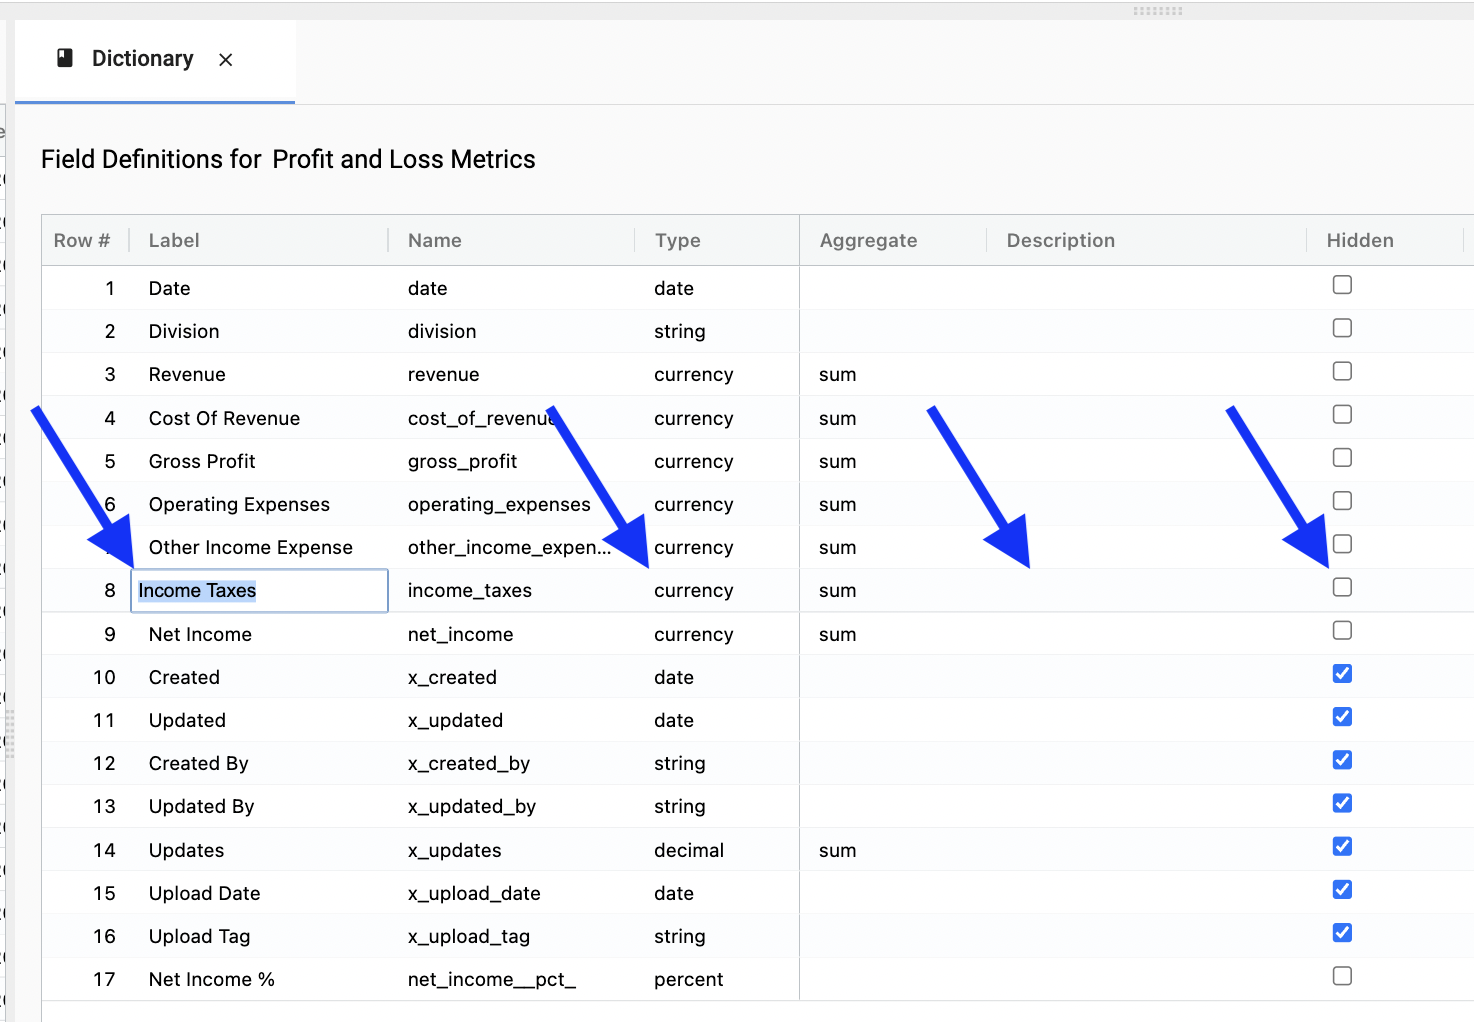 Dictionary
Field Definitions for Profit and Loss Metrics
Row # Label Name Type Aggregate Description Hidden
1 Date date date
2 Division division string
3 Revenue revenue currency sum
4 Cost Of Revenue cost_of_revenue currency sum
5 Gross Profit gross_profit currency sum
6 Operating Expenses operating_expenses currency sum
Other Income Expense other_income_expen... currency sum
8 Income Taxes income_taxes currency sum
9 Net Income net_income currency sum
10 Created x_created date
11 Updated x_updated date
12 Created By x_created_by string
13 Updated By x_updated_by string
14 Updates x_updates decimal sum
15 Upload Date x_upload_date date
16 Upload Tag x_upload_tag string
17 Net Income % net_income__pct_ percent